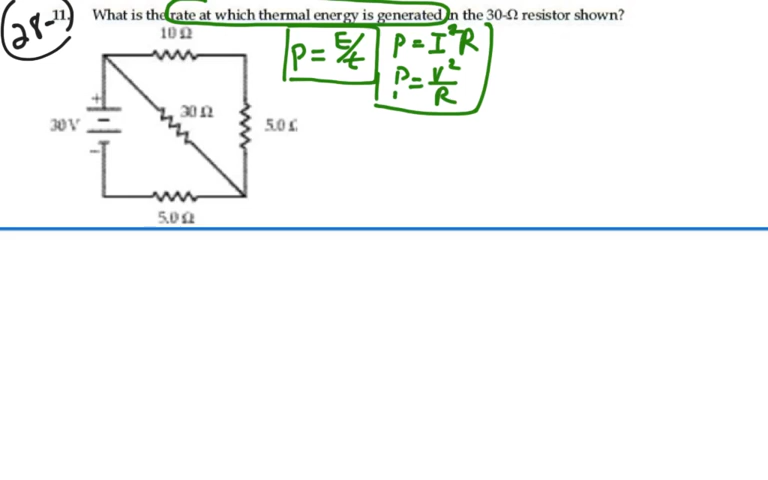 28-11. What is the rate at which thermal energy is generated in the 30-Ω resistor shown?
10 Ω
P = E/t
P = I²R
P = V²/R
30 Ω
+
30 V
5.0 Ω
−
5.0 Ω